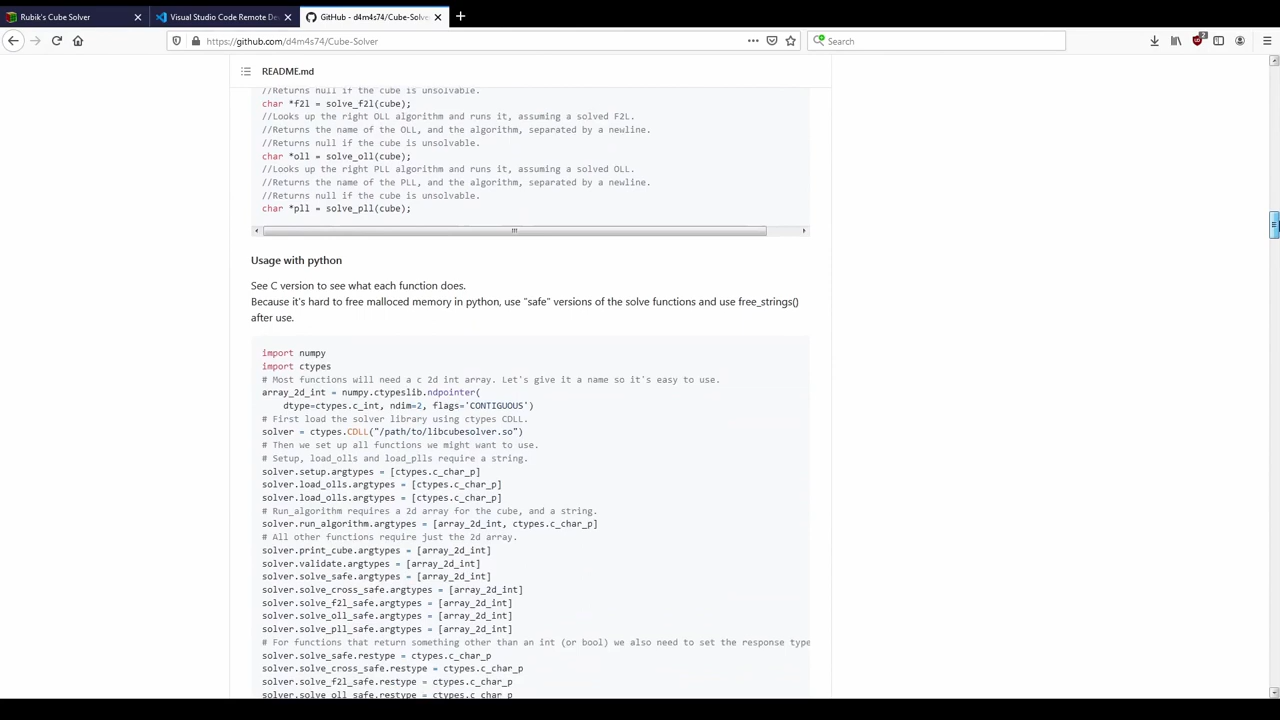 Rubik's Cube Solver
Visual Studio Code Remote De
GitHub - d4m4s74/Cube-Solve
https://github.com/d4m4s74/Cube-Solver
Search
2
README.md
//Returns null if the cube is unsolvable.
char *f2l = solve_f2l(cube);
//Looks up the right OLL algorithm and runs it, assuming a solved F2L.
//Returns the name of the OLL, and the algorithm, separated by a newline.
//Returns null if the cube is unsolvable.
char *oll = solve_oll(cube);
//Looks up the right PLL algorithm and runs it, assuming a solved OLL.
//Returns the name of the PLL, and the algorithm, separated by a newline.
//Returns null if the cube is unsolvable.
char *pll = solve_pll(cube);
Usage with python
See C version to see what each function does.
Because it's hard to free malloced memory in python, use "safe" versions of the solve functions and use free_strings()
after use.
import numpy
import ctypes
# Most functions will need a c 2d int array. Let's give it a name so it's easy to use.
array_2d_int = numpy.ctypeslib.ndpointer(
dtype=ctypes.c_int, ndim=2, flags='CONTIGUOUS')
# First load the solver library using ctypes CDLL.
solver = ctypes.CDLL("/path/to/libcubesolver.so")
# Then we set up all functions we might want to use.
# Setup, load_olls and load_plls require a string.
solver.setup.argtypes = [ctypes.c_char_p]
solver.load_olls.argtypes = [ctypes.c_char_p]
solver.load_olls.argtypes = [ctypes.c_char_p]
# Run_algorithm requires a 2d array for the cube, and a string.
solver.run_algorithm.argtypes = [array_2d_int, ctypes.c_char_p]
# All other functions require just the 2d array.
solver.print_cube.argtypes = [array_2d_int]
solver.validate.argtypes = [array_2d_int]
solver.solve_safe.argtypes = [array_2d_int]
solver.solve_cross_safe.argtypes = [array_2d_int]
solver.solve_f2l_safe.argtypes = [array_2d_int]
solver.solve_oll_safe.argtypes = [array_2d_int]
solver.solve_pll_safe.argtypes = [array_2d_int]
# For functions that return something other than an int (or bool) we also need to set the response type
solver.solve_safe.restype = ctypes.c_char_p
solver.solve_cross_safe.restype = ctypes.c_char_p
solver.solve_f2l_safe.restype = ctypes.c_char_p
solver.solve_oll_safe.restype = ctypes.c_char_p